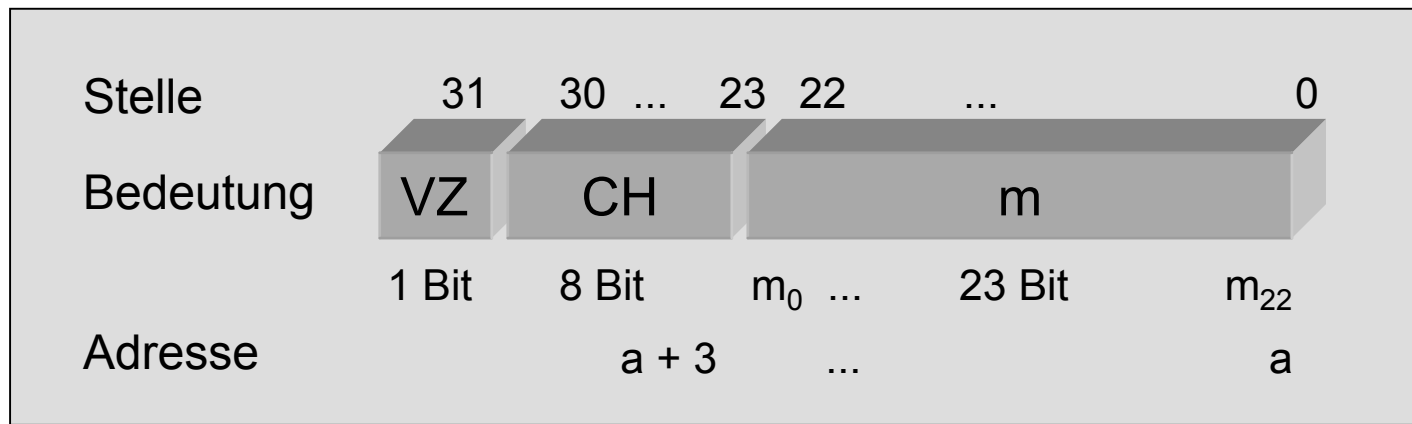 Stelle 31 30 ... 23 22 ... 0
Bedeutung VZ CH m
1 Bit 8 Bit m₀ ... 23 Bit m₂₂
Adresse a + 3 ... a